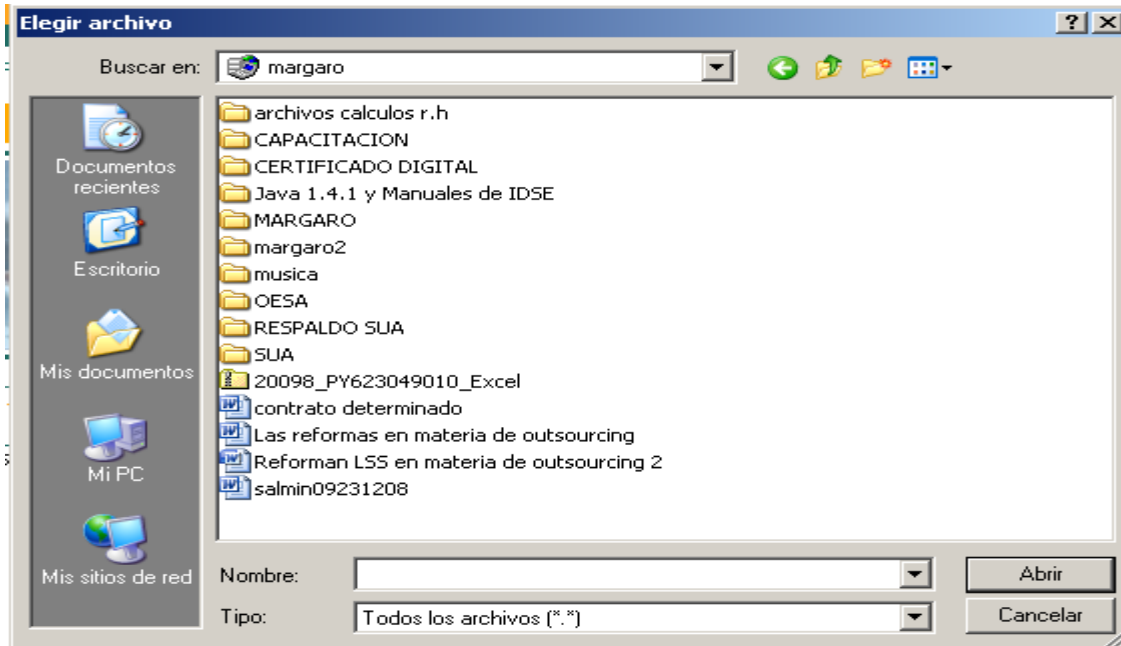 Elegir archivo
Buscar en: margaro
Documentos
recientes
Escritorio
Mis documentos
Mi PC
Mis sitios de red
archivos calculos r.h
CAPACITACION
CERTIFICADO DIGITAL
Java 1.4.1 y Manuales de IDSE
MARGARO
margaro2
musica
OESA
RESPALDO SUA
SUA
20098_PY623049010_Excel
contrato determinado
Las reformas en materia de outsourcing
Reforman LSS en materia de outsourcing 2
salmin09231208
Nombre:
Abrir
Tipo: Todos los archivos (*.*)
Cancelar